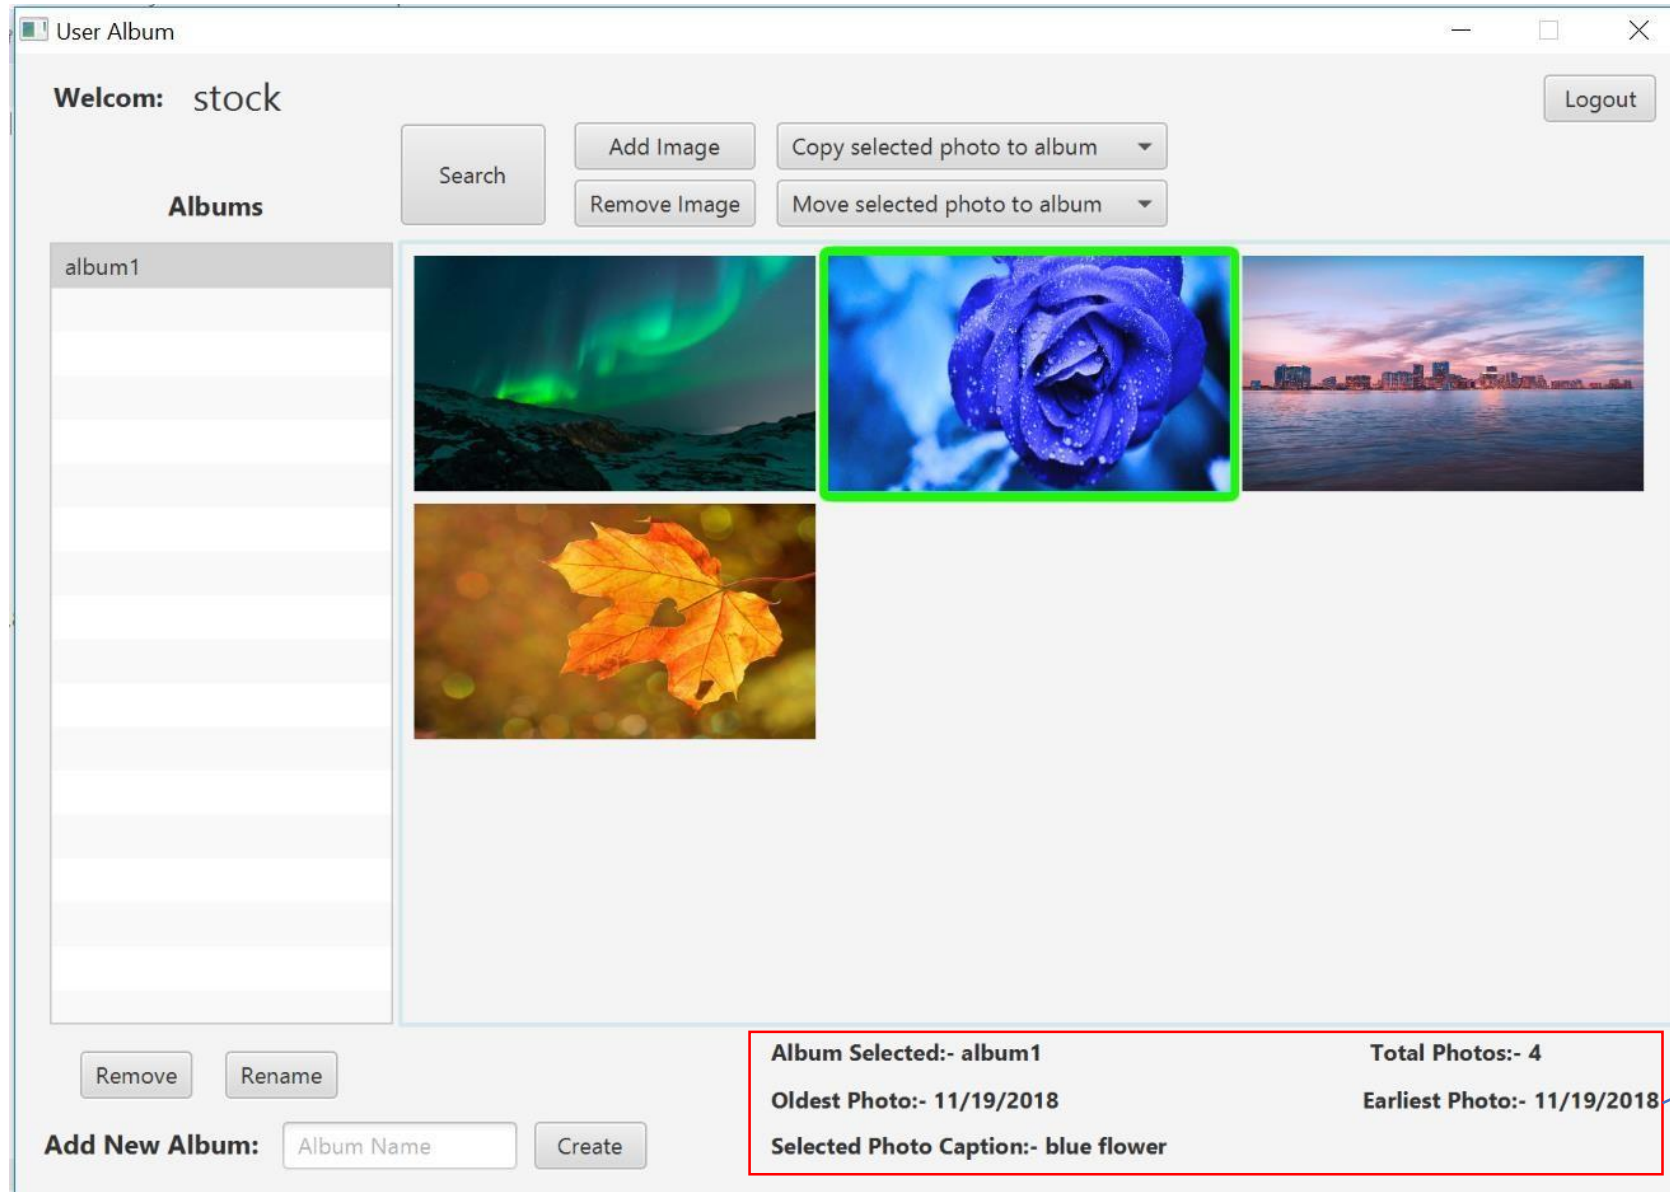 User Album
Welcom: stock
Logout
Search
Add Image
Copy selected photo to album
Remove Image
Move selected photo to album
Albums
album1
Remove
Rename
Add New Album:
Album Name
Create
Album Selected:- album1
Total Photos:- 4
Oldest Photo:- 11/19/2018
Earliest Photo:- 11/19/2018
Selected Photo Caption:- blue flower